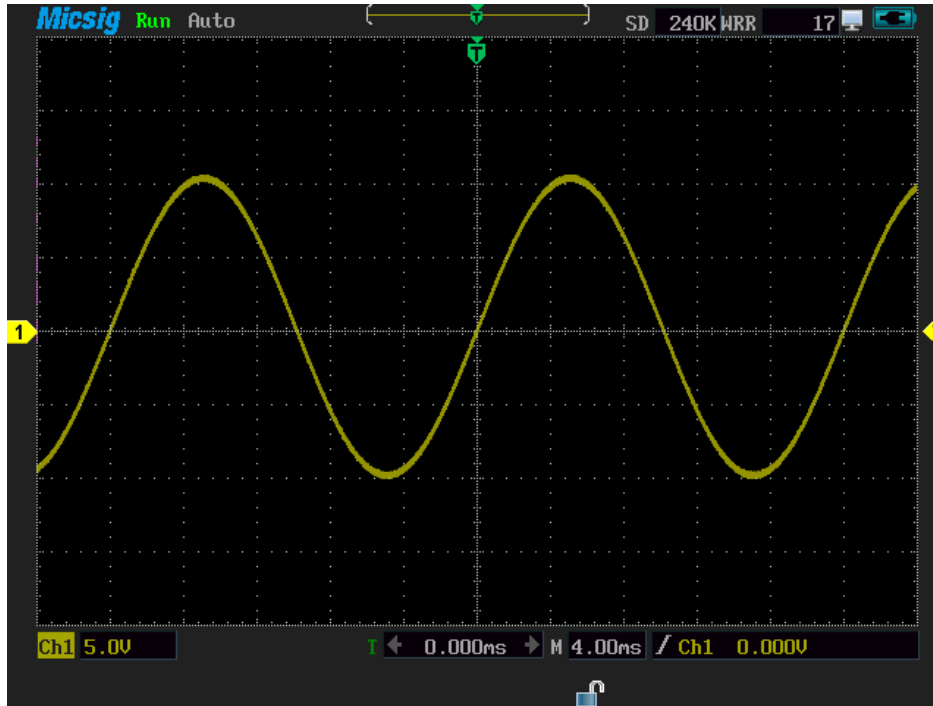 Micsig Run Auto T SD 240K WRR 17
T
1
Ch1 5.0V T 0.000ms M 4.00ms Ch1 0.000V